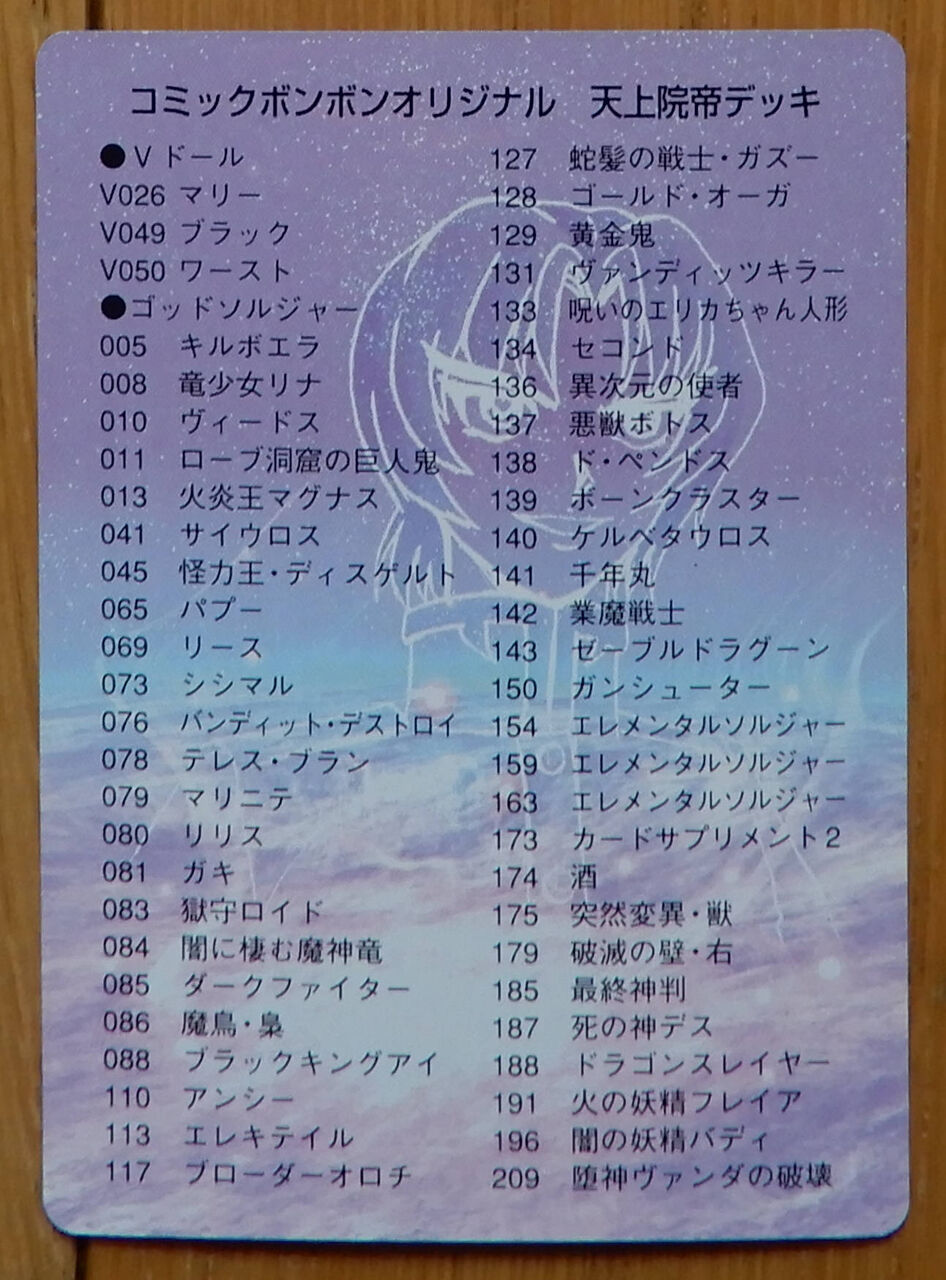 コミックボンボンオリジナル　天上院帝デッキ
●Vドール
V026 マリー
V049 ブラック
V050 ワースト
●ゴッドソルジャー
005 キルボエラ
008 竜少女リナ
010 ヴィードス
011 ローブ洞窟の巨人鬼
013 火炎王マグナス
041 サイウロス
045 怪力王・ディスゲルト
065 パプー
069 リース
073 シシマル
076 バンディット・デストロイ
078 テレス・ブラン
079 マリニテ
080 リリス
081 ガキ
083 獄守ロイド
084 闇に棲む魔神竜
085 ダークファイター
086 魔鳥・梟
088 ブラックキングアイ
110 アンシー
113 エレキテイル
117 ブローダーオロチ
127 蛇髪の戦士・ガズー
128 ゴールド・オーガ
129 黄金鬼
131 ヴァンディッツキラー
133 呪いのエリカちゃん人形
134 セコンド
136 異次元の使者
137 悪獣ボトス
138 ド・ペンドス
139 ボーンクラスター
140 ケルベタウロス
141 千年丸
142 業魔戦士
143 ゼーブルドラグーン
150 ガンシューター
154 エレメンタルソルジャー
159 エレメンタルソルジャー
163 エレメンタルソルジャー
173 カードサプリメント2
174 酒
175 突然変異・獣
179 破滅の壁・右
185 最終神判
187 死の神デス
188 ドラゴンスレイヤー
191 火の妖精フレイア
196 闇の妖精バディ
209 堕神ヴァンダの破壊